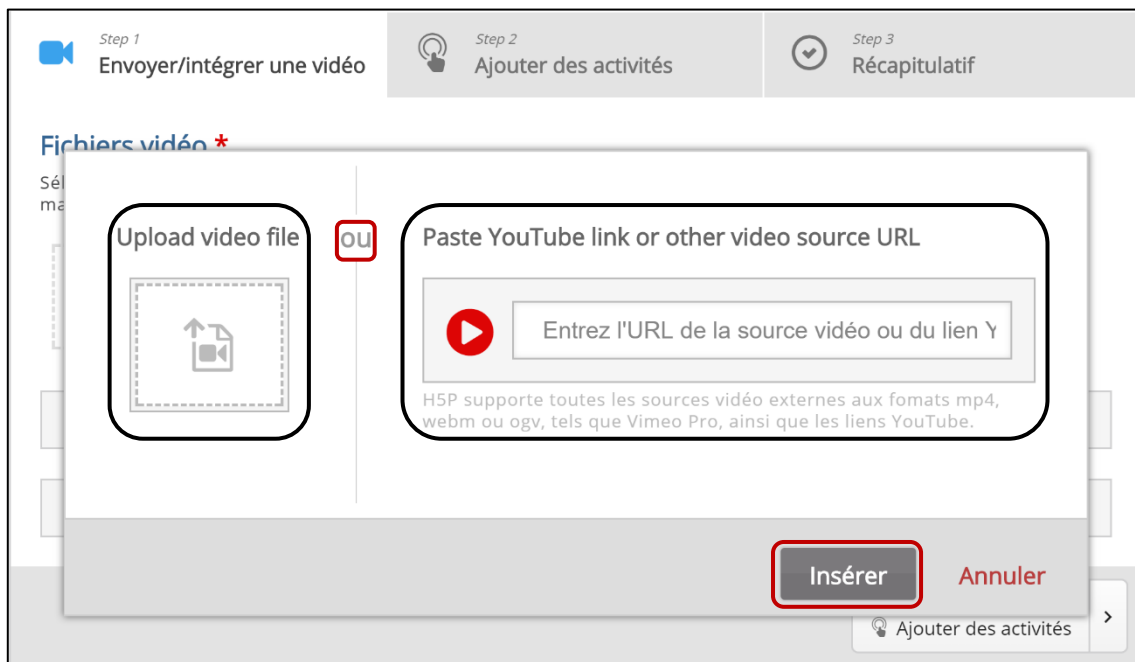 Step 1
Envoyer/intégrer une vidéo
Step 2
Ajouter des activités
Step 3
Récapitulatif
Fichiers vidéo *
Sél
ma
Upload video file
ou
Paste YouTube link or other video source URL
Entrez l'URL de la source vidéo ou du lien Y
H5P supporte toutes les sources vidéo externes aux fomats mp4,
webm ou ogv, tels que Vimeo Pro, ainsi que les liens YouTube.
Insérer
Annuler
Ajouter des activités